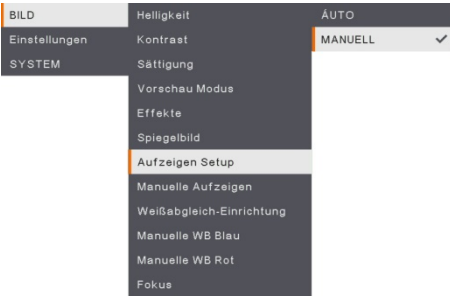 BILD
Einstellungen
SYSTEM
Helligkeit
Kontrast
Sättigung
Vorschau Modus
Effekte
Spiegelbild
Aufzeigen Setup
Manuelle Aufzeigen
Weißabgleich-Einrichtung
Manuelle WB Blau
Manuelle WB Rot
Fokus
ÁUTO
MANUELL ✓